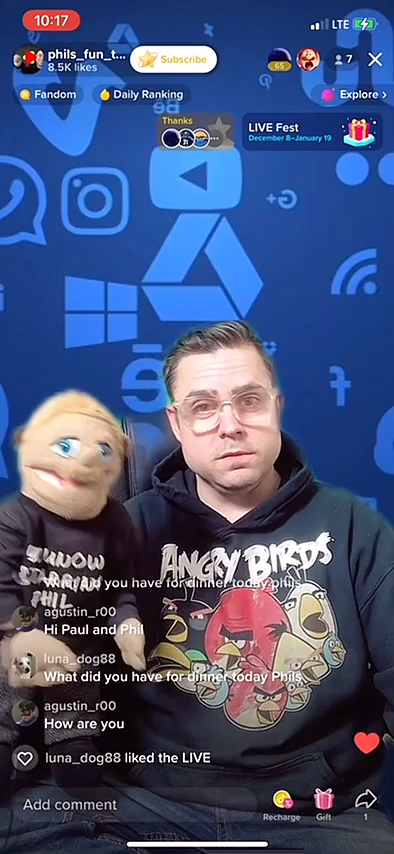 10:17
LTE
phils_fun_t...
8.5K likes
Subscribe
65
7
Fandom
Daily Ranking
Explore
Thanks
LIVE Fest
December 8–January 19
G+
f
ANGRY BIRDS
PHIL
What did you have for dinner today phils
agustin_r00
Hi Paul and Phil
luna_dog88
What did you have for dinner today Phils
agustin_r00
How are you
luna_dog88 liked the LIVE
Add comment
Recharge
Gift
1